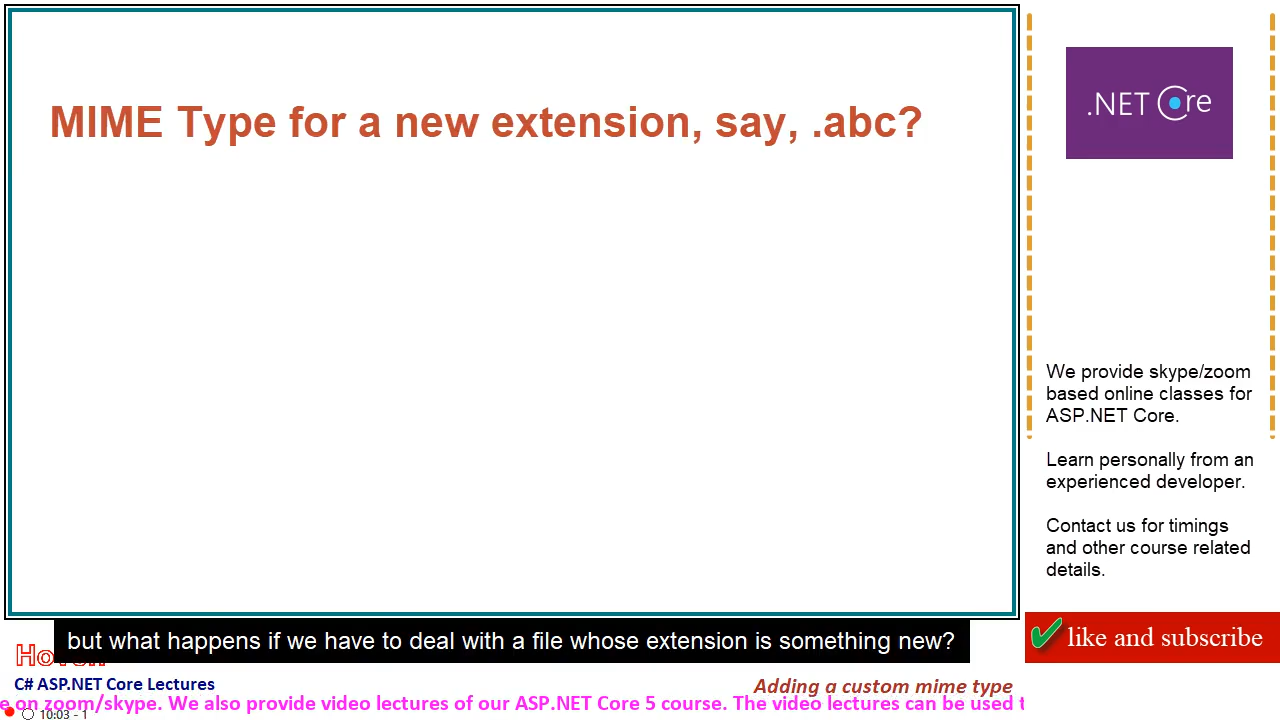 MIME Type for a new extension, say, .abc?
.NET Core
We provide skype/zoom
based online classes for
ASP.NET Core.
Learn personally from an
experienced developer.
Contact us for timings
and other course related
details.
but what happens if we have to deal with a file whose extension is something new?
like and subscribe
C# ASP.NET Core Lectures
Adding a custom mime type
e on zoom/skype. We also provide video lectures of our ASP.NET Core 5 course. The video lectures can be used t
10:03 - 1